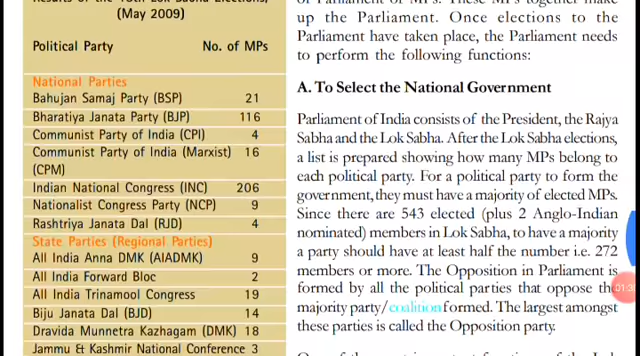 Results of the 15th Lok Sabha Elections,
(May 2009)
Political Party No. of MPs
National Parties
Bahujan Samaj Party (BSP) 21
Bharatiya Janata Party (BJP) 116
Communist Party of India (CPI) 4
Communist Party of India (Marxist) 16
(CPM)
Indian National Congress (INC) 206
Nationalist Congress Party (NCP) 9
Rashtriya Janata Dal (RJD) 4
State Parties (Regional Parties)
All India Anna DMK (AIADMK) 9
All India Forward Bloc 2
All India Trinamool Congress 19
Biju Janata Dal (BJD) 14
Dravida Munnetra Kazhagam (DMK) 18
Jammu & Kashmir National Conference 3
of Parliament or MPs. These MPs together make
up the Parliament. Once elections to the
Parliament have taken place, the Parliament needs
to perform the following functions:
A. To Select the National Government
Parliament of India consists of the President, the Rajya
Sabha and the Lok Sabha. After the Lok Sabha elections,
a list is prepared showing how many MPs belong to
each political party. For a political party to form the
government, they must have a majority of elected MPs.
Since there are 543 elected (plus 2 Anglo-Indian
nominated) members in Lok Sabha, to have a majority
a party should have at least half the number i.e. 272
members or more. The Opposition in Parliament is
formed by all the political parties that oppose the
majority party/coalition formed. The largest amongst
these parties is called the Opposition party.